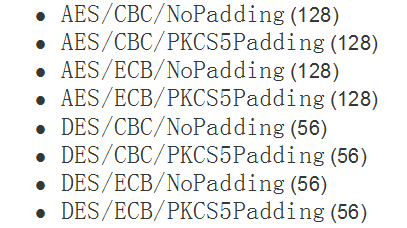 • AES/CBC/NoPadding (128)
• AES/CBC/PKCS5Padding (128)
• AES/ECB/NoPadding (128)
• AES/ECB/PKCS5Padding (128)
• DES/CBC/NoPadding (56)
• DES/CBC/PKCS5Padding (56)
• DES/ECB/NoPadding (56)
• DES/ECB/PKCS5Padding (56)